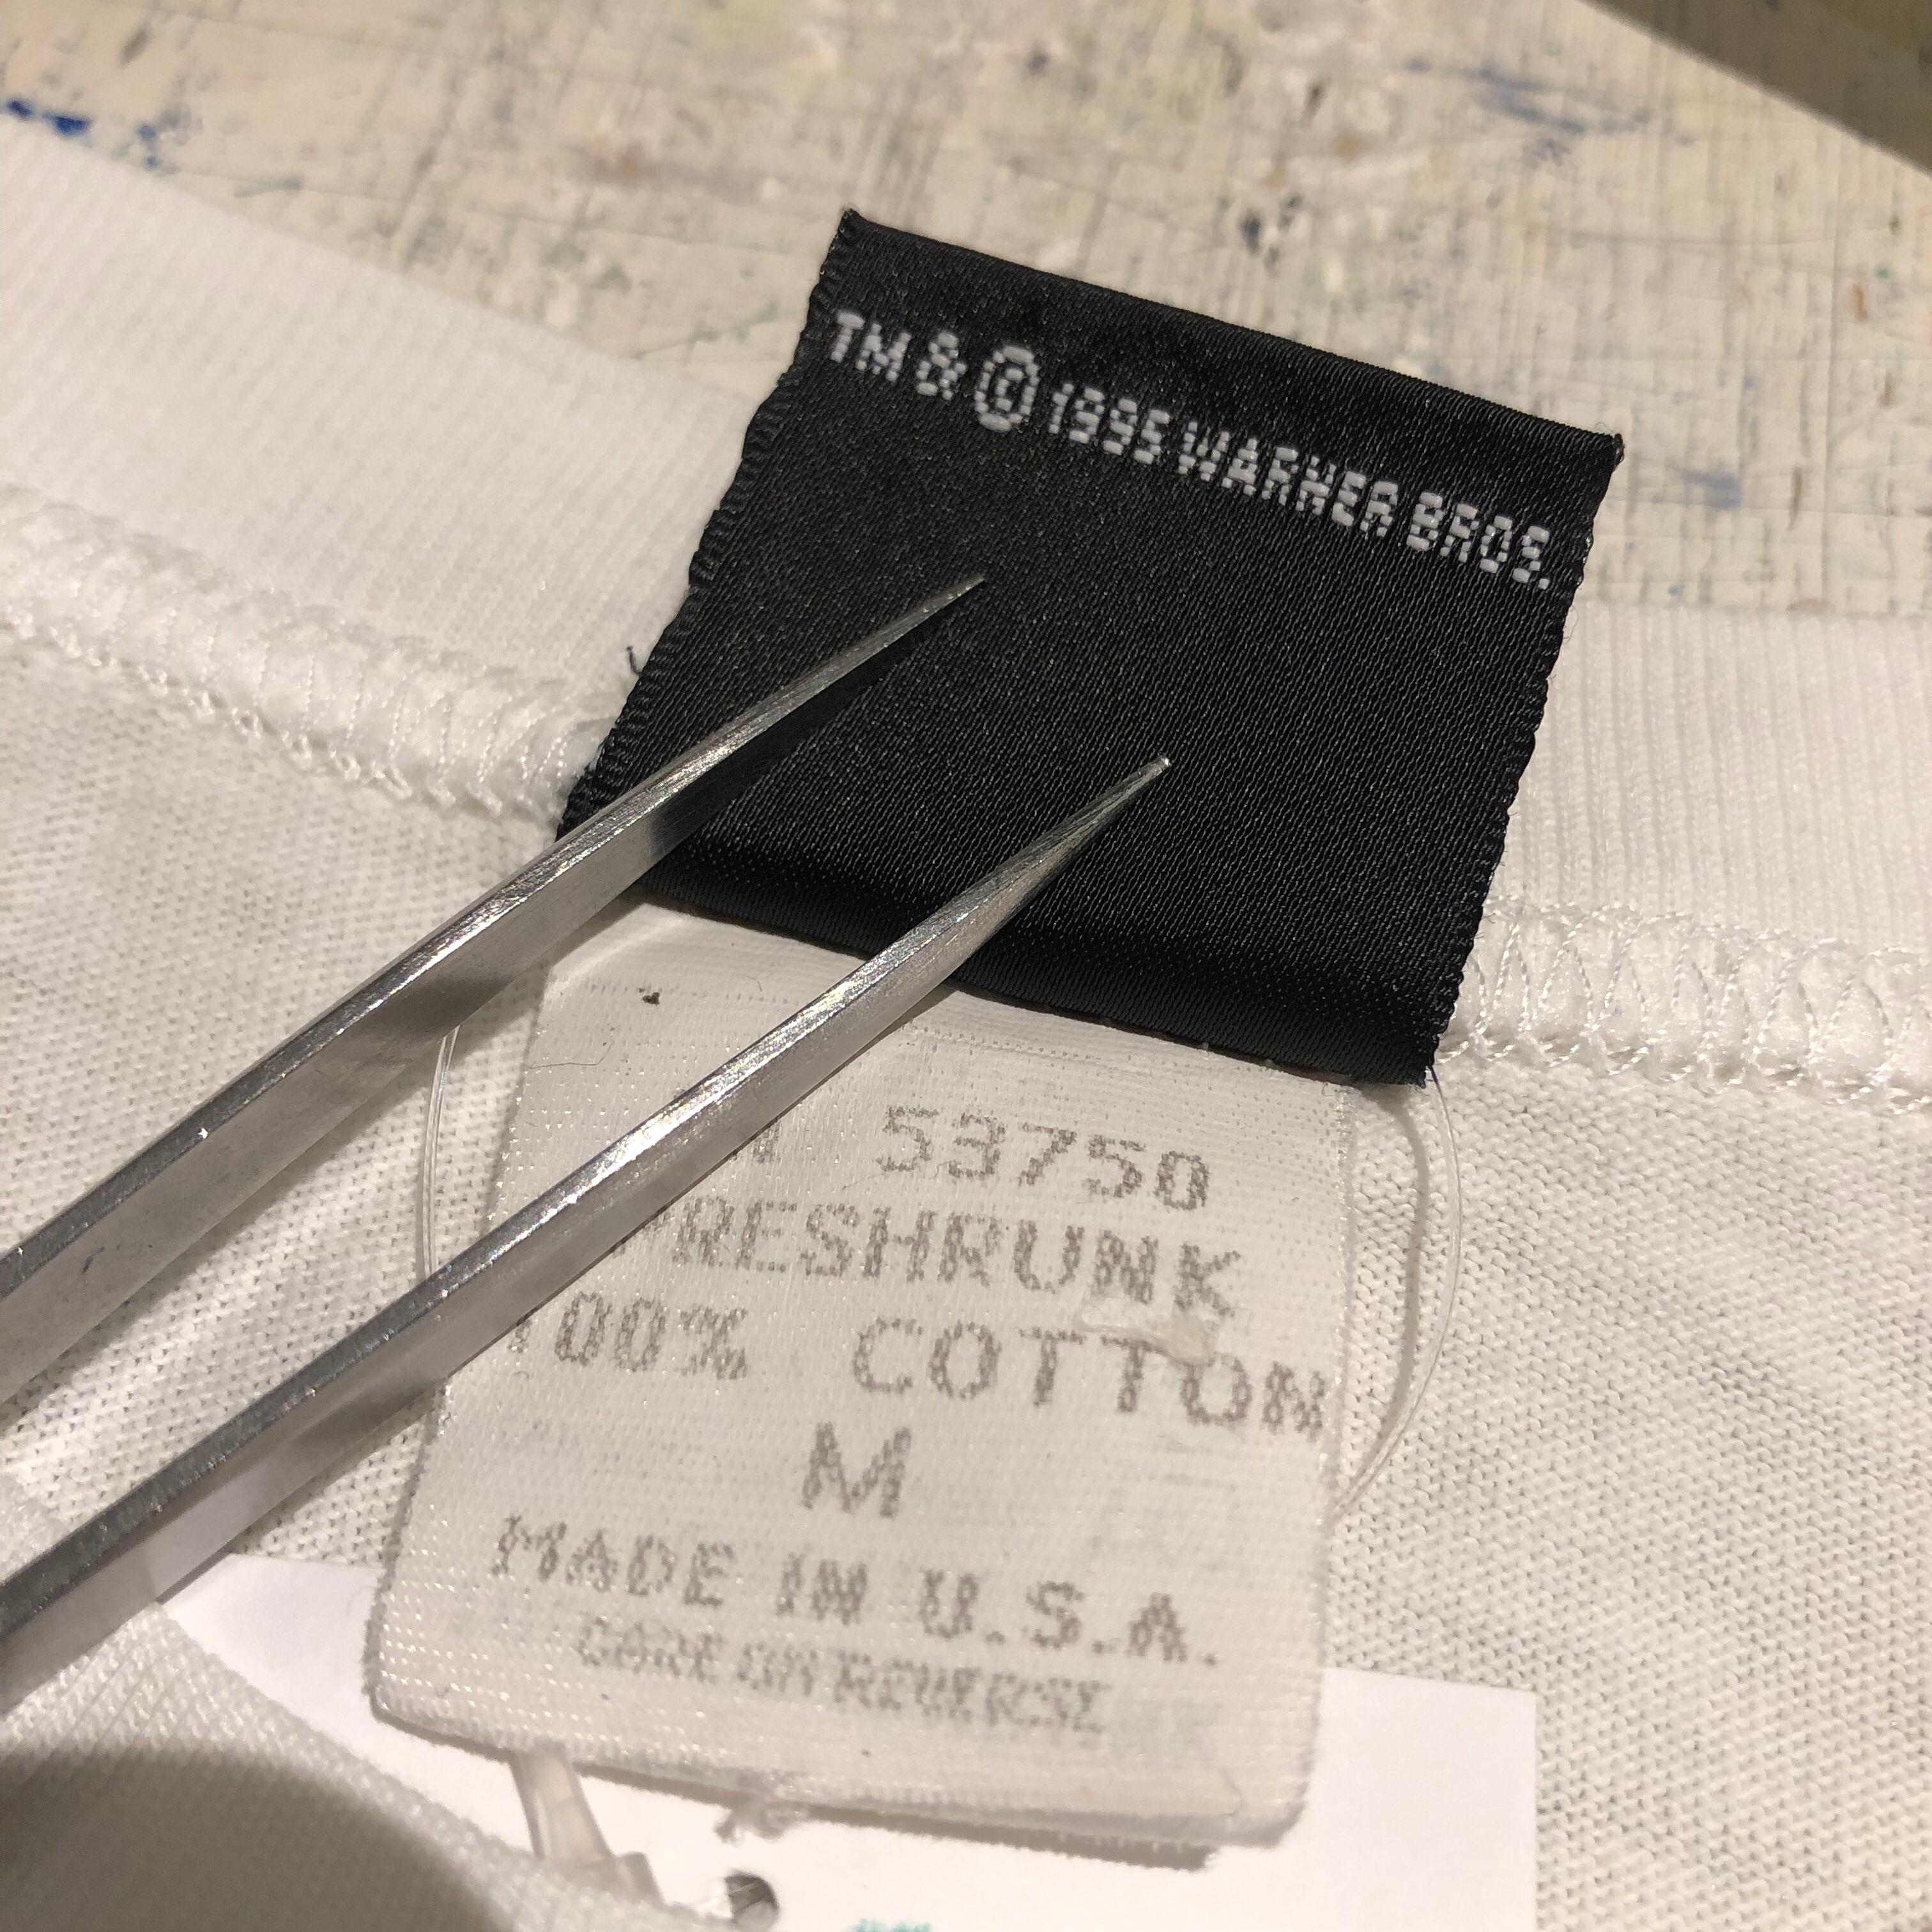 TM & © 1995 WARNER BROS.
53750
PRESHRUNK
100% COTTON
M
MADE IN U.S.A.
CARE ON REVERSE